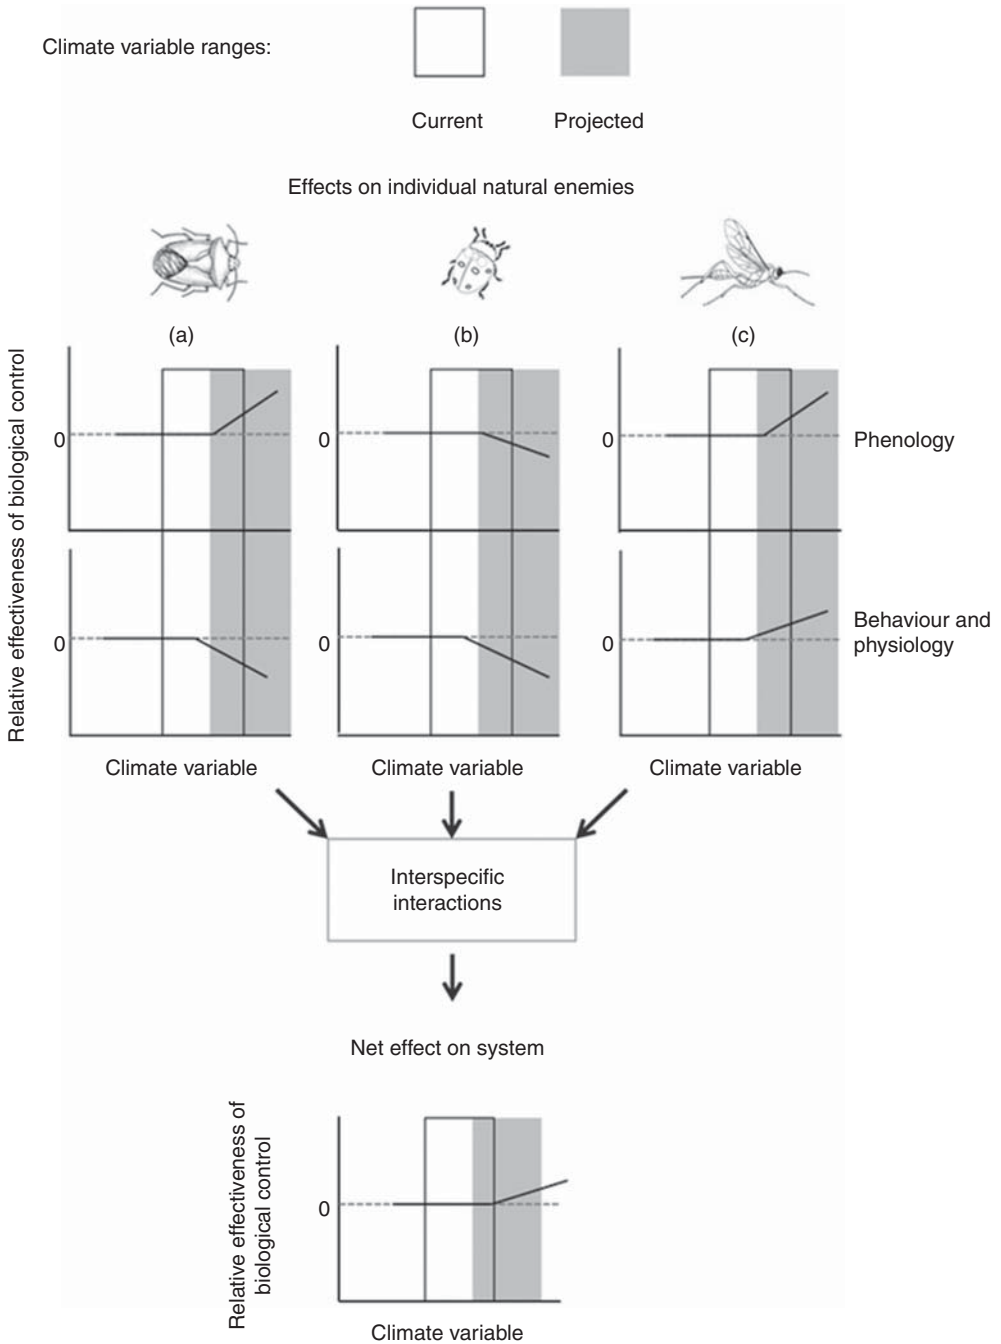 Climate variable ranges:
Current
Projected
Effects on individual natural enemies
(a)
(b)
(c)
Relative effectiveness of biological control
0
0
0
Phenology
0
0
0
Behaviour and
physiology
Climate variable
Climate variable
Climate variable
Interspecific
interactions
Net effect on system
Relative effectiveness of
biological control
0
Climate variable